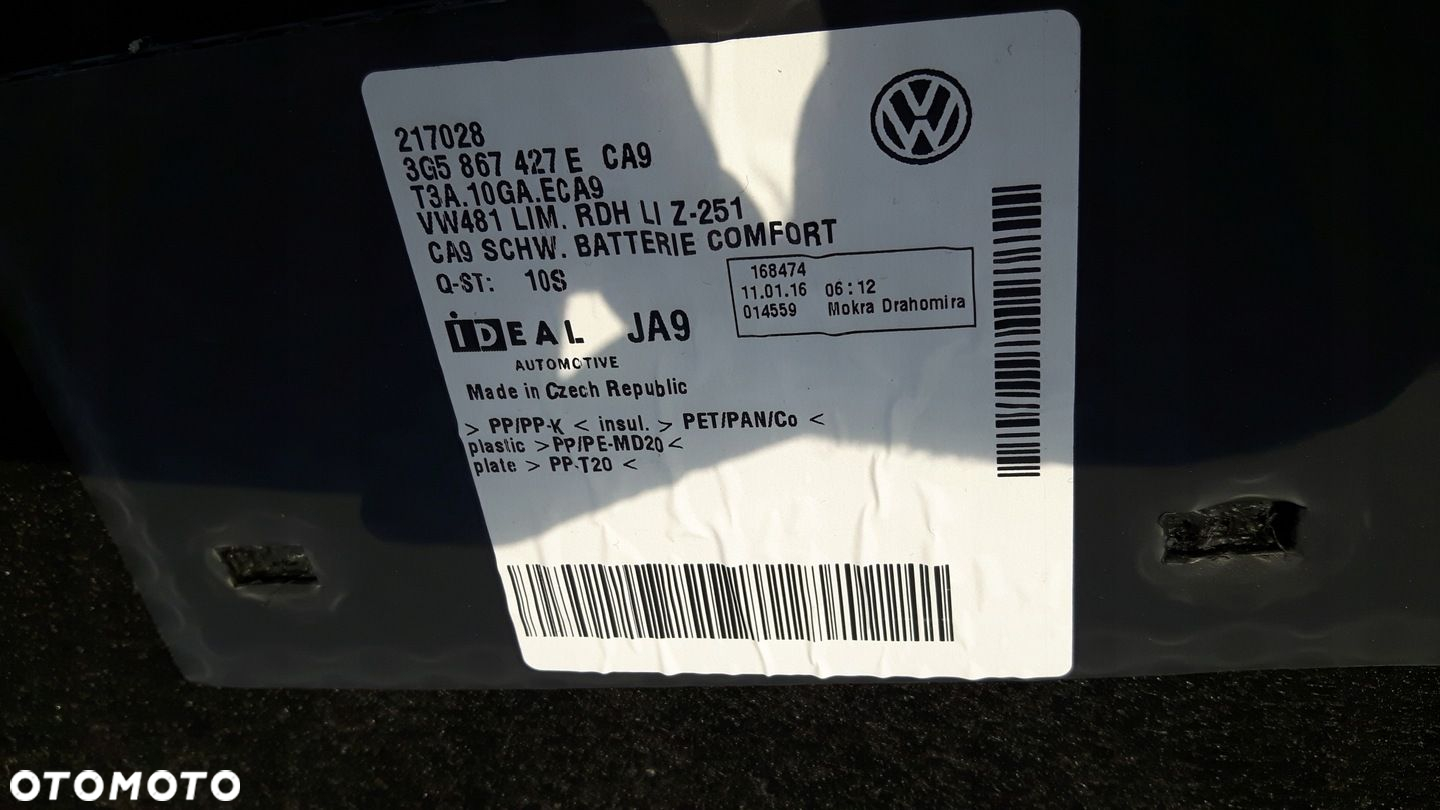 217028
3G5 867 427 E CA9
T3A.10GA.ECA9
VW481 LIM. RDH LI Z-251
CA9 SCHW. BATTERIE COMFORT
Q-ST: 10S
168474
11.01.16 06:12
014559 Mokra Drahomira
iDEAL JA9
AUTOMOTIVE
Made in Czech Republic
> PP/PP-K < insul. > PET/PAN/Co <
plastic >PP/PE-MD20<
plate > PP-T20 <
OTOMOTO